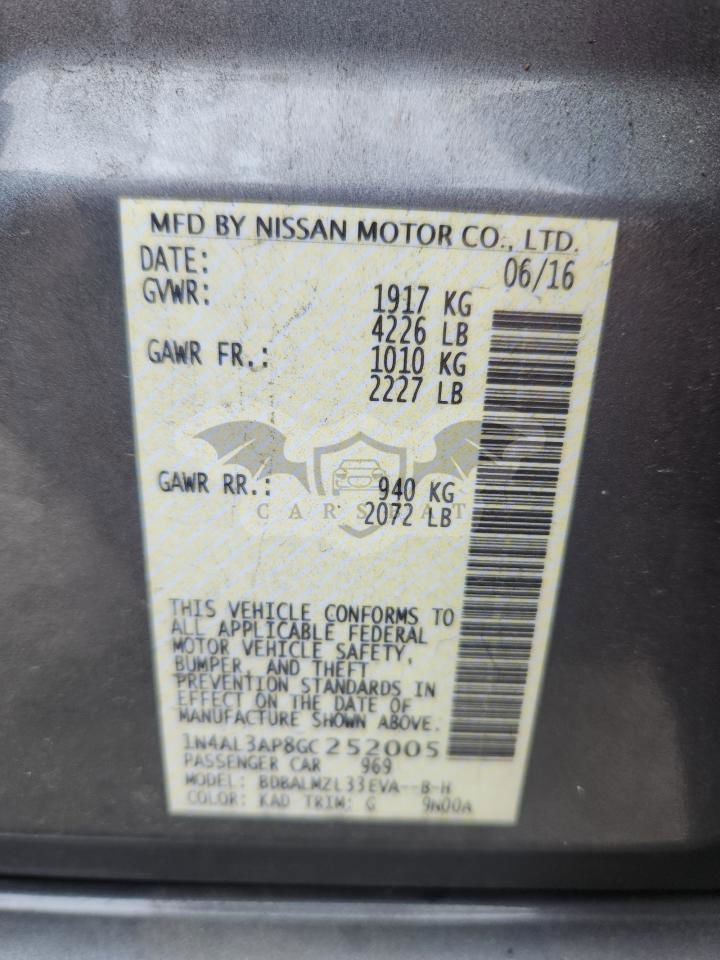 MFD BY NISSAN MOTOR CO., LTD.
DATE: 06/16
GVWR: 1917 KG
4226 LB
GAWR FR.: 1010 KG
2227 LB
GAWR RR.: 940 KG
CARS
2072 LB
THIS VEHICLE CONFORMS TO
ALL APPLICABLE FEDERAL
MOTOR VEHICLE SAFETY,
BUMPER, AND THEFT
PREVENTION STANDARDS IN
EFFECT ON THE DATE OF
MANUFACTURE SHOWN ABOVE.
1N4AL3AP8GC252005
PASSENGER CAR 969
MODEL: BDBALMZL33EVA--B-H
COLOR: KAD TRIM: G 9N00A